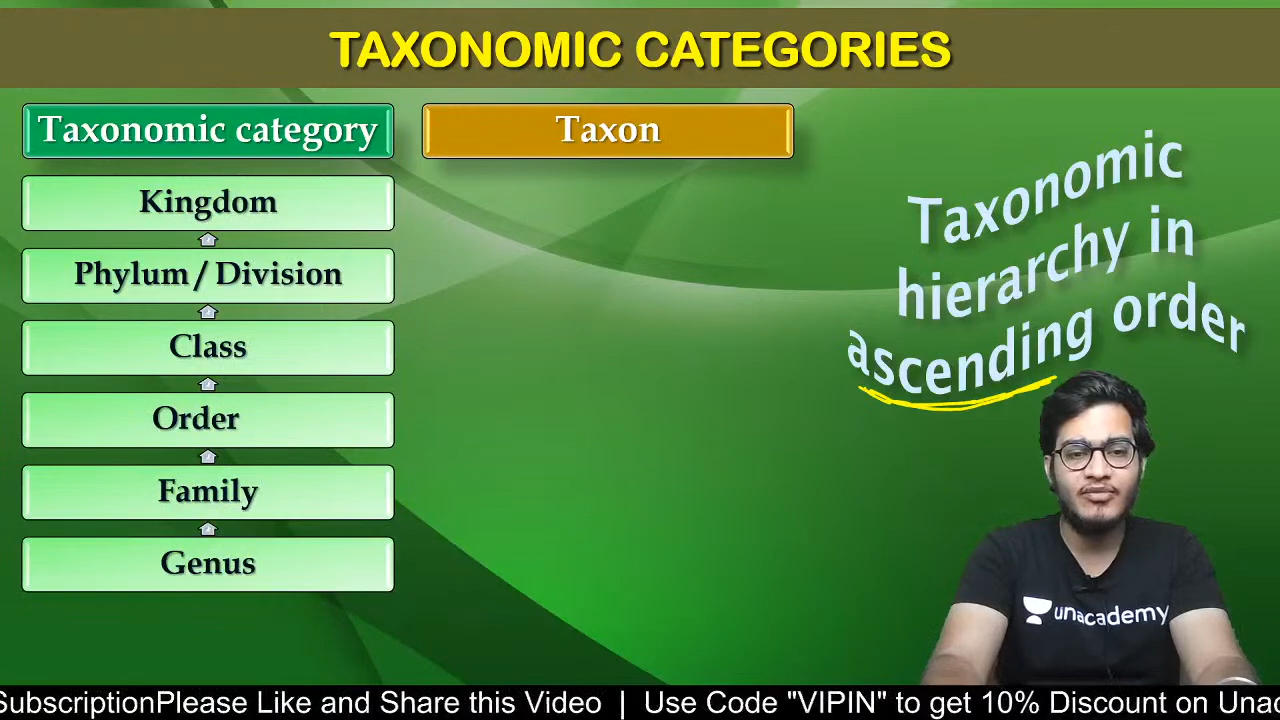 TAXONOMIC CATEGORIES
Taxonomic category
Taxon
Kingdom
Phylum / Division
Class
Order
Family
Genus
Taxonomic
hierarchy in
ascending order
unacademy
SubscriptionPlease Like and Share this Video | Use Code "VIPIN" to get 10% Discount on Unac